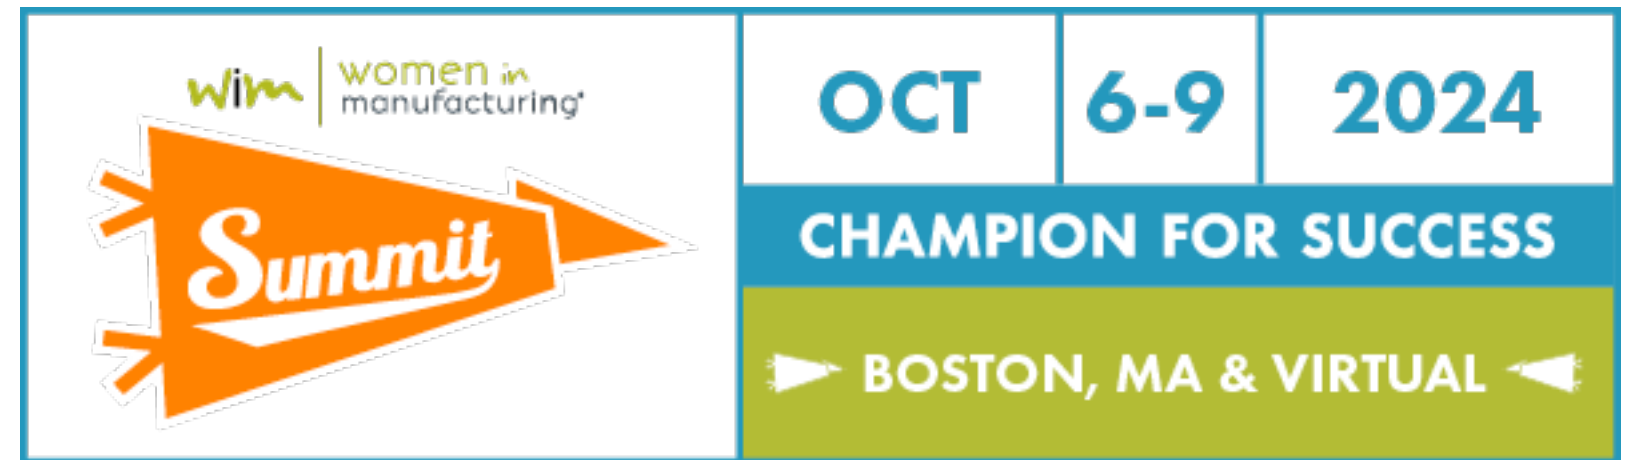 wim
women in
manufacturing
Summit
OCT 6-9 2024
CHAMPION FOR SUCCESS
BOSTON, MA & VIRTUAL